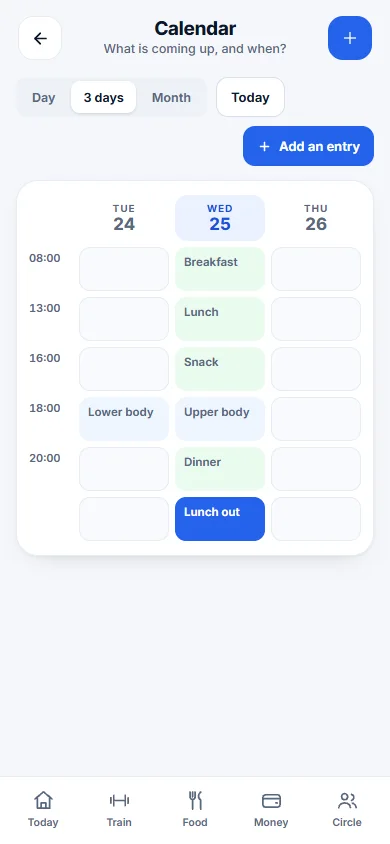 Calendar
What is coming up, and when?
Day 3 days Month Today
Add an entry
TUE WED THU
24 25 26
08:00 Breakfast
13:00 Lunch
16:00 Snack
18:00 Lower body Upper body
20:00 Dinner
Lunch out
Today Train Food Money Circle